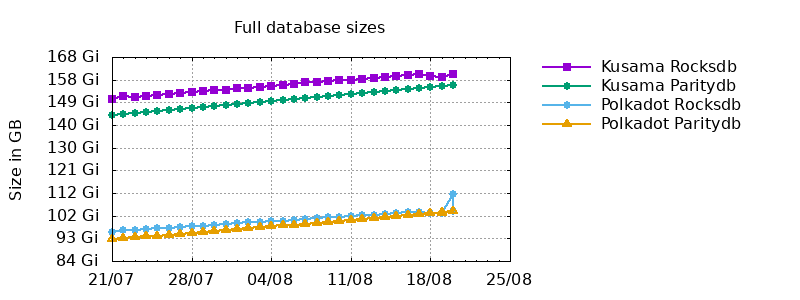 Full database sizes
Size in GB
168 Gi
158 Gi
149 Gi
140 Gi
130 Gi
121 Gi
112 Gi
102 Gi
93 Gi
84 Gi
21/07
28/07
04/08
11/08
18/08
25/08
Kusama Rocksdb
Kusama Paritydb
Polkadot Rocksdb
Polkadot Paritydb